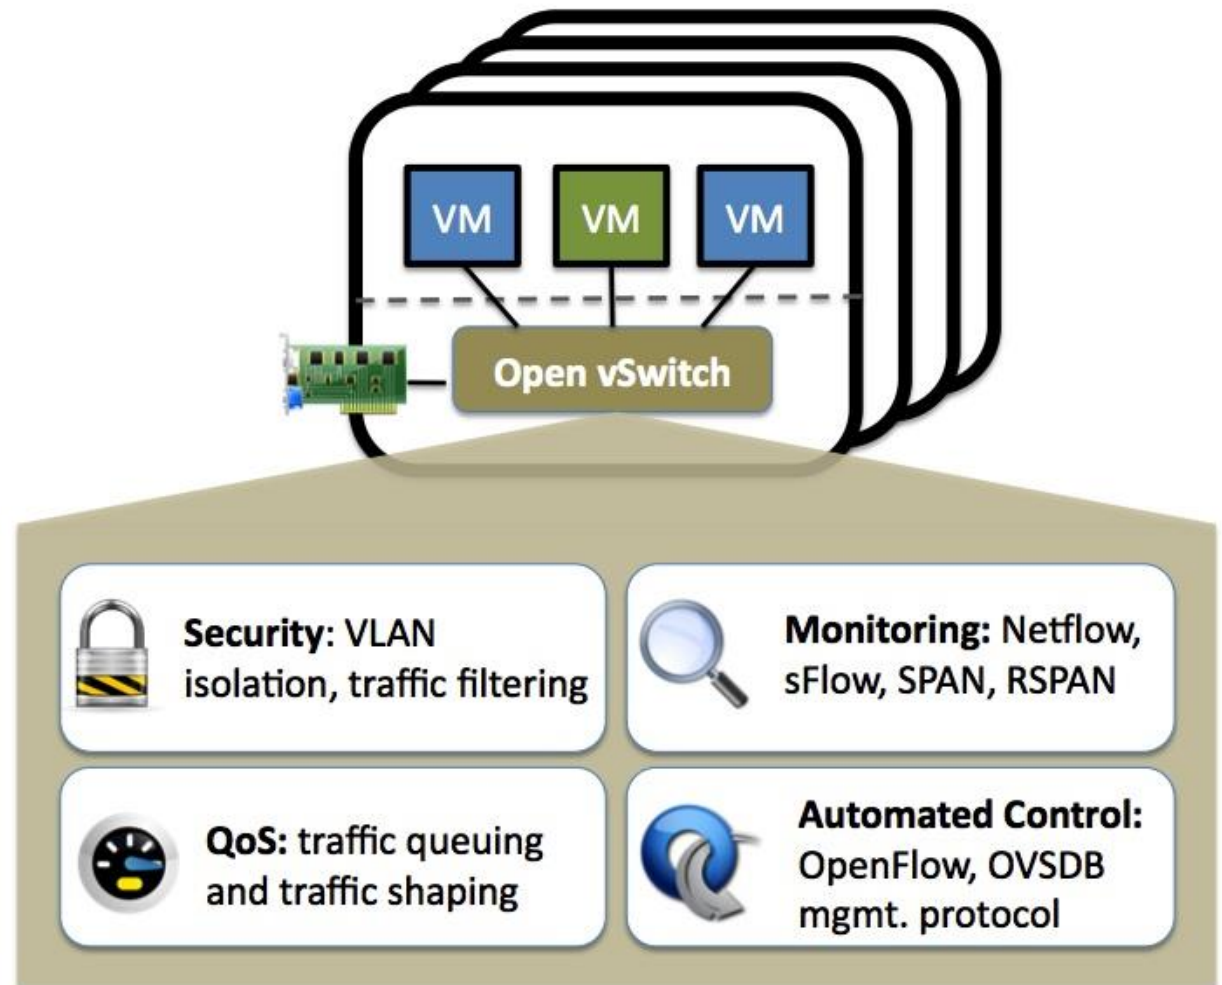 VM
VM
VM
Open vSwitch
Security: VLAN
isolation, traffic filtering
Monitoring: Netflow,
sFlow, SPAN, RSPAN
QoS: traffic queuing
and traffic shaping
Automated Control:
OpenFlow, OVSDB
mgmt. protocol